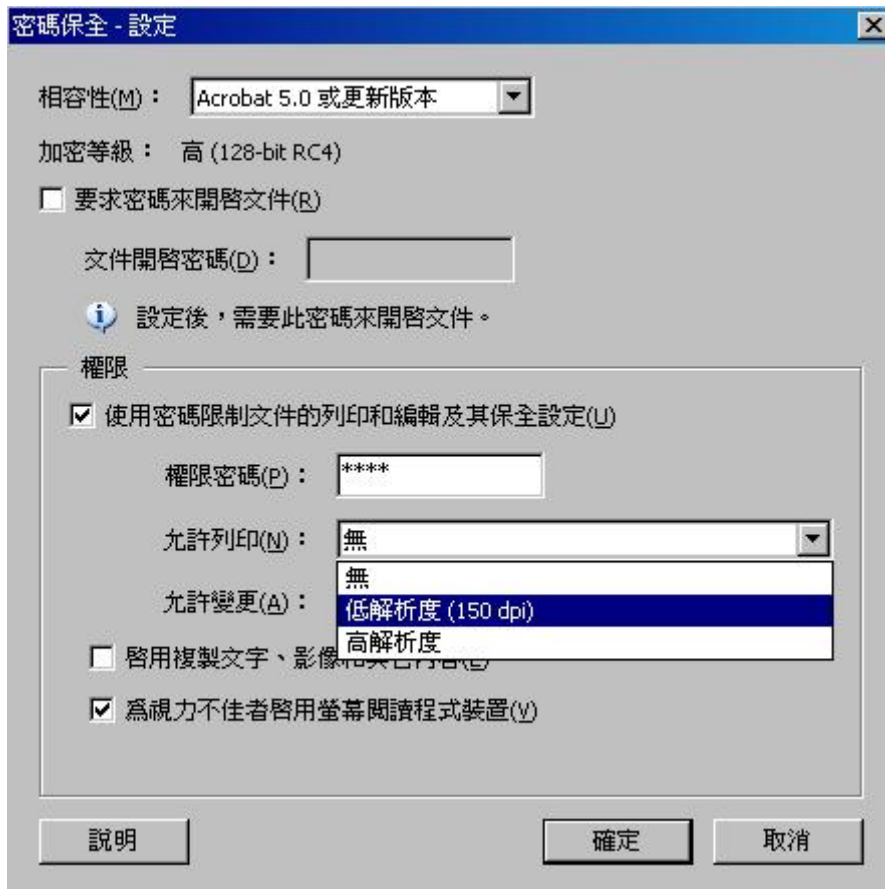 密碼保全 - 設定
相容性(M)： Acrobat 5.0 或更新版本
加密等級： 高 (128-bit RC4)
要求密碼來開啓文件(R)
文件開啓密碼(D)：
設定後，需要此密碼來開啓文件。
權限
使用密碼限制文件的列印和編輯及其保全設定(U)
權限密碼(P)： ****
允許列印(N)： 無
無
允許變更(A)： 低解析度 (150 dpi)
高解析度
啓用複製文字、影像
爲視力不佳者啓用螢幕閱讀程式裝置(V)
說明 確定 取消